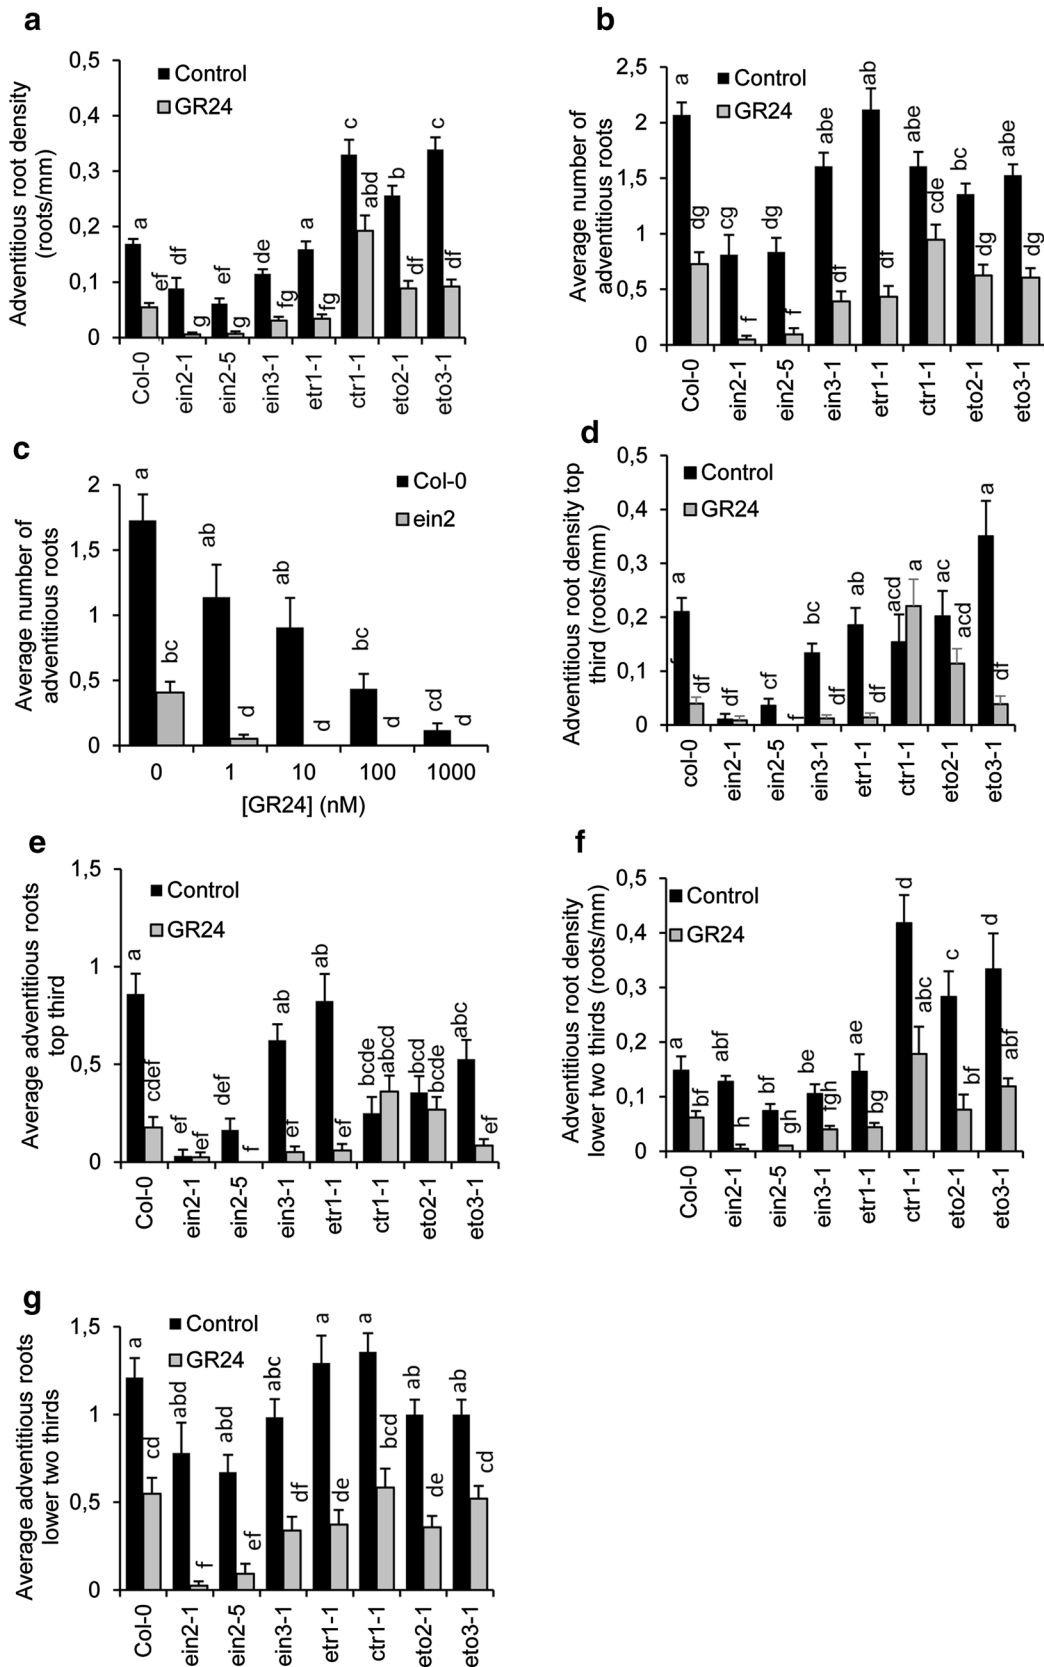 a
Adventitious root density
(roots/mm)
0,5
0,4
0,3
0,2
0,1
0
Control
GR24
a
ef
df
g
ef
g
de
fg
a
fg
c
abd
b
df
c
df
Col-0
ein2-1
ein2-5
ein3-1
etr1-1
ctr1-1
eto2-1
eto3-1
b
Average number of
adventitious roots
2,5
2
1,5
1
0,5
0
Control
GR24
a
dg
cg
f
dg
f
abe
df
ab
df
abe
cde
bc
dg
abe
dg
Col-0
ein2-1
ein2-5
ein3-1
etr1-1
ctr1-1
eto2-1
eto3-1
c
Average number of
adventitious roots
2
1,5
1
0,5
0
Col-0
ein2
a
bc
ab
d
ab
d
bc
d
cd
d
0
1
10
100
1000
[GR24] (nM)
d
Adventitious root density top
third (roots/mm)
0,5
0,4
0,3
0,2
0,1
0
Control
GR24
a
df
df
cf
f
bc
df
ab
df
acd
a
ac
acd
a
df
col-0
ein2-1
ein2-5
ein3-1
etr1-1
ctr1-1
eto2-1
eto3-1
e
Average adventitious roots
top third
1,5
1
0,5
0
Control
GR24
a
cdef
ef
ef
def
f
ab
ef
ab
ef
bcde
abcd
abcd
bcde
abc
ef
Col-0
ein2-1
ein2-5
ein3-1
etr1-1
ctr1-1
eto2-1
eto3-1
f
Adventitious root density
lower two thirds (roots/mm)
0,5
0,4
0,3
0,2
0,1
0
Control
GR24
a
bf
abf
h
bf
gh
be
fgh
ae
bg
d
abc
c
bf
d
abf
Col-0
ein2-1
ein2-5
ein3-1
etr1-1
ctr1-1
eto2-1
eto3-1
g
Average adventitious roots
lower two thirds
1,5
1
0,5
0
Control
GR24
a
cd
abd
f
abd
ef
abc
df
a
de
a
bcd
ab
de
ab
cd
Col-0
ein2-1
ein2-5
ein3-1
etr1-1
ctr1-1
eto2-1
eto3-1